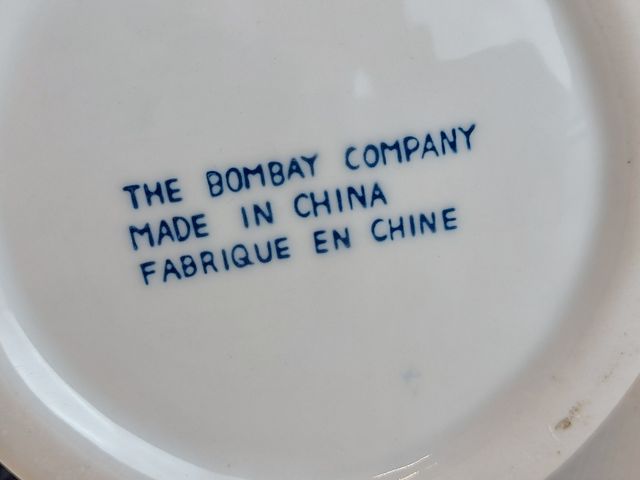 THE BOMBAY COMPANY
MADE IN CHINA
FABRIQUE EN CHINE